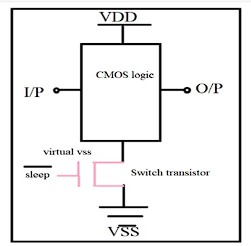 VDD
CMOS logic
I/P
O/P
virtual vss
sleep
Switch transistor
VSS